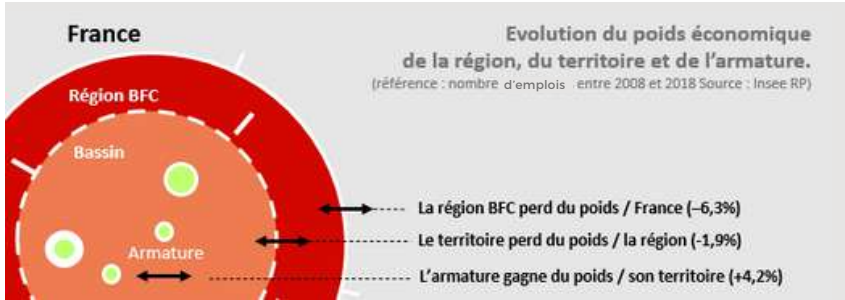 France
Evolution du poids économique
de la région, du territoire et de l'armature.
(référence : nombre d'emplois entre 2008 et 2018 Source : Insee RP)
Région BFC
Bassin
Armature
La région BFC perd du poids / France (–6,3%)
Le territoire perd du poids / la région (-1,9%)
L'armature gagne du poids / son territoire (+4,2%)